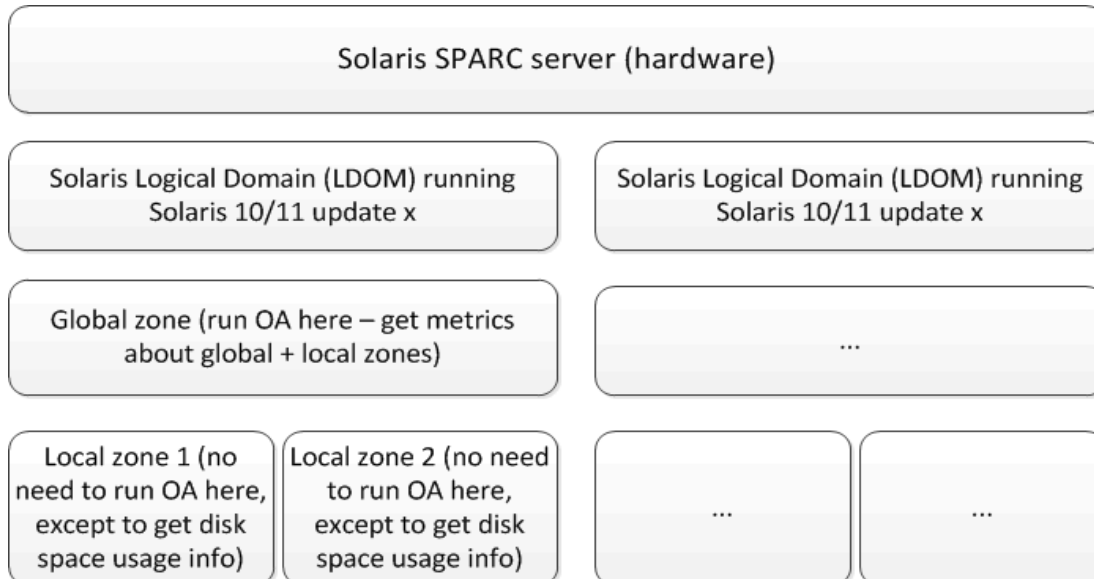 Solaris SPARC server (hardware)
Solaris Logical Domain (LDOM) running
Solaris 10/11 update x
Solaris Logical Domain (LDOM) running
Solaris 10/11 update x
Global zone (run OA here – get metrics
about global + local zones)
...
Local zone 1 (no
need to run OA here,
except to get disk
space usage info)
Local zone 2 (no need
to run OA here,
except to get disk
space usage info)
...
...